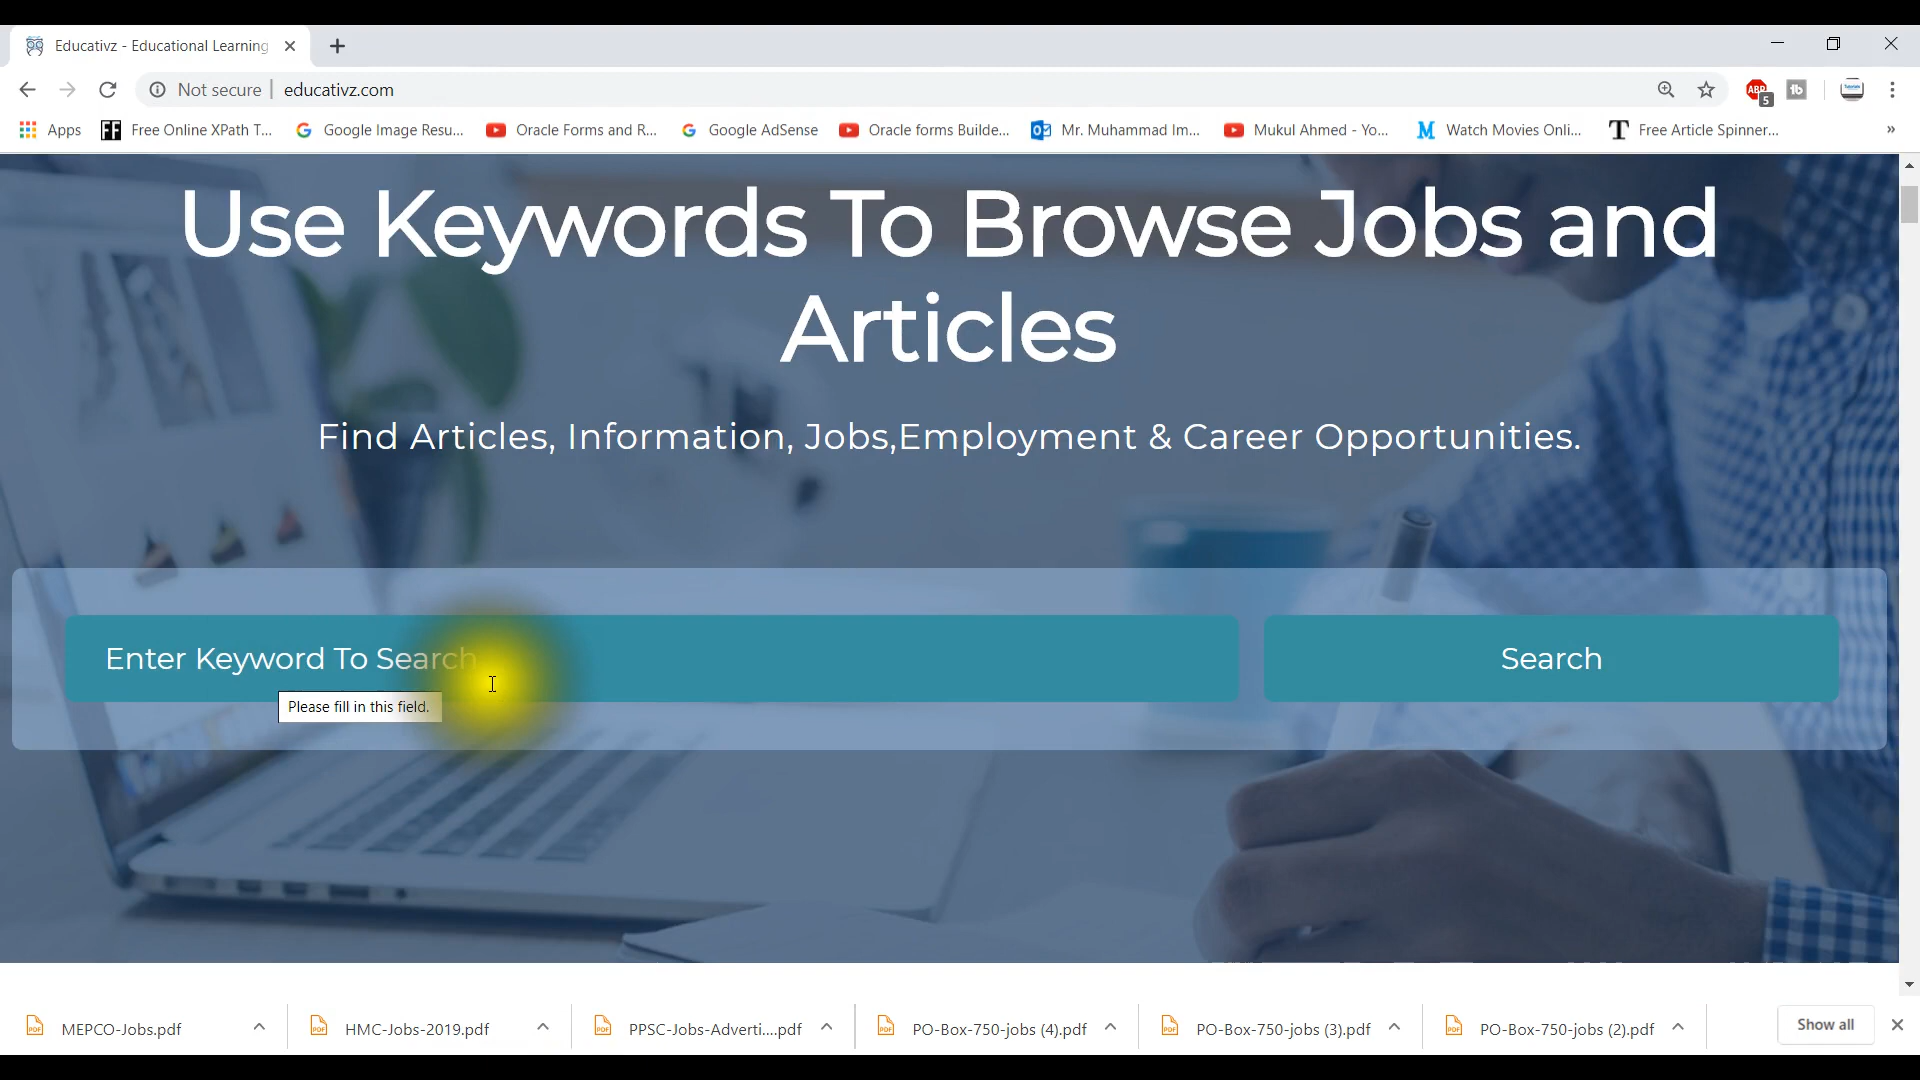 Educativz - Educational Learning
Not secure | educativz.com
ABP 5 tb
Apps Free Online XPath T... Google Image Resu... Oracle Forms and R... Google AdSense Oracle forms Builde... Mr. Muhammad Im... Mukul Ahmed - Yo... Watch Movies Onli... Free Article Spinner... »
Use Keywords To Browse Jobs and
Articles
Find Articles, Information, Jobs,Employment & Career Opportunities.
Enter Keyword To Search Search
Please fill in this field.
MEPCO-Jobs.pdf HMC-Jobs-2019.pdf PPSC-Jobs-Adverti....pdf PO-Box-750-jobs (4).pdf PO-Box-750-jobs (3).pdf PO-Box-750-jobs (2).pdf Show all